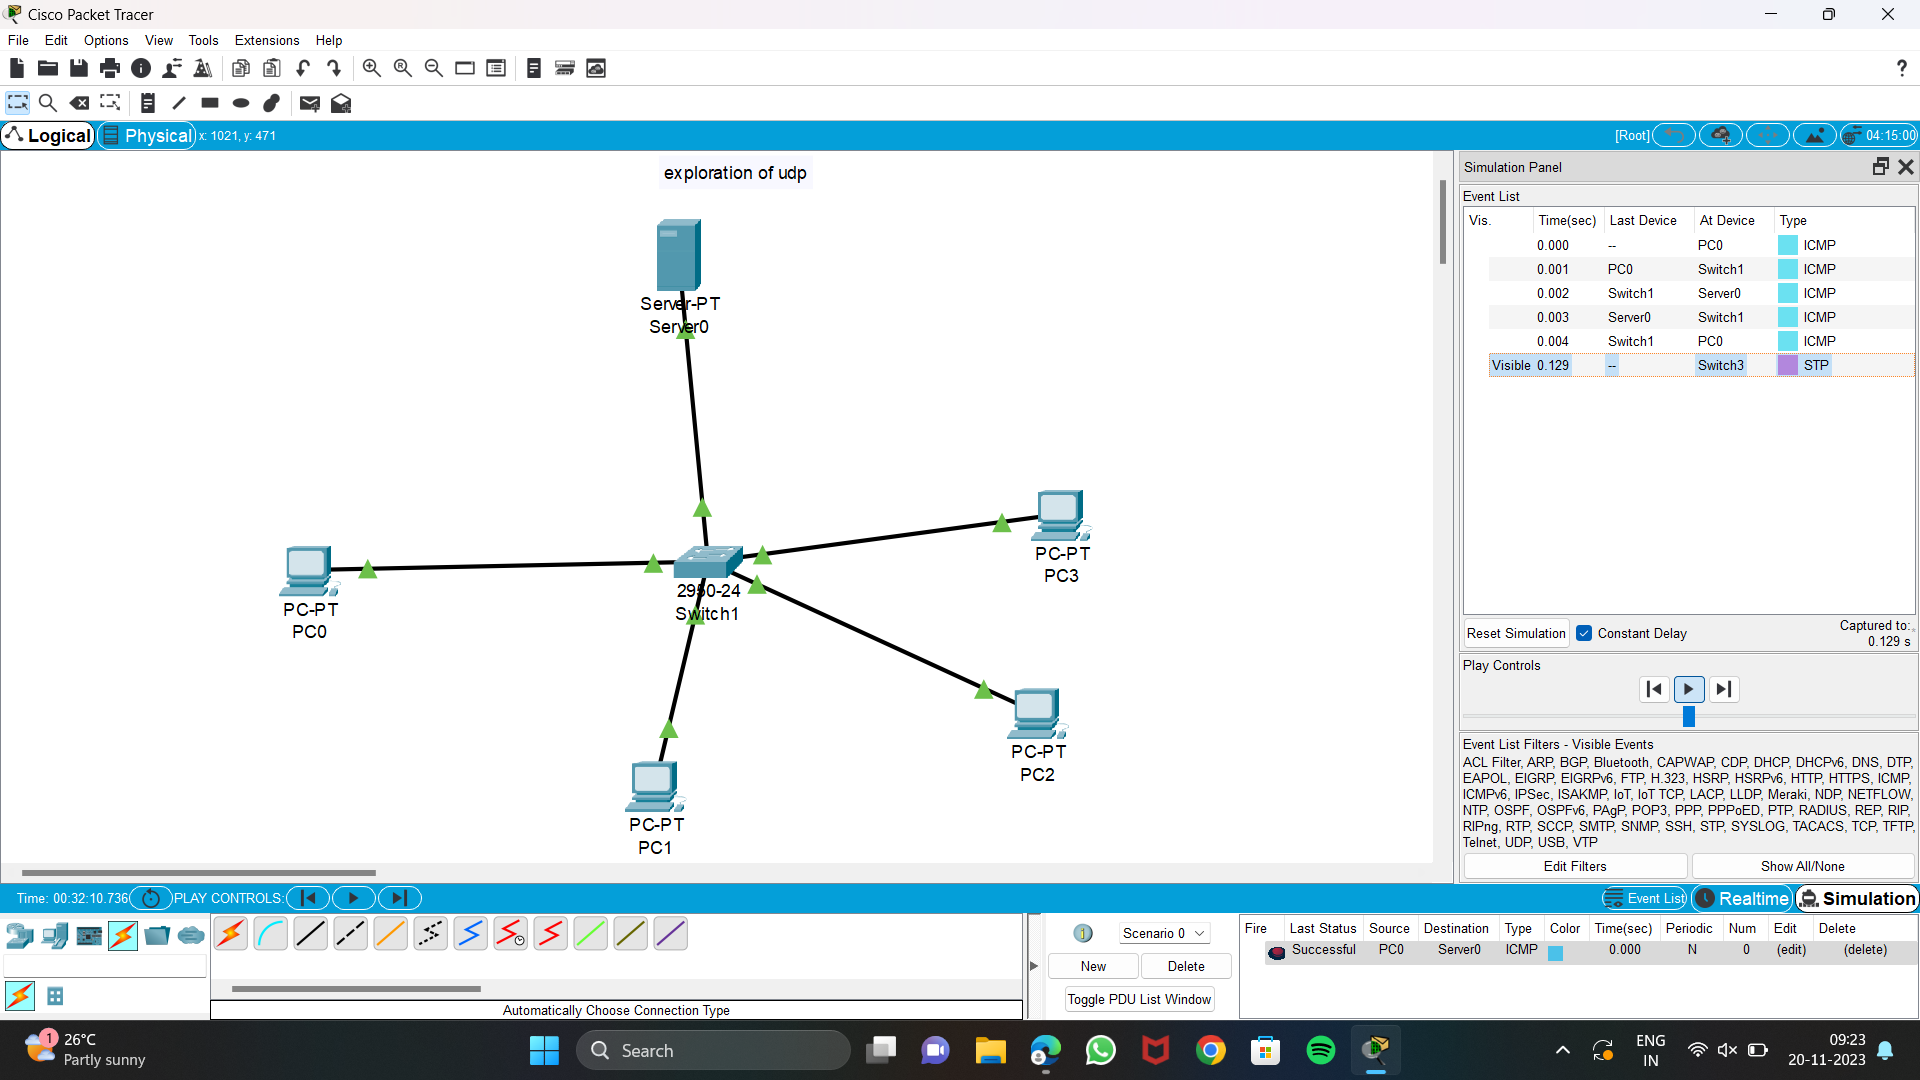 Cisco Packet Tracer
File Edit Options View Tools Extensions Help
?
Logical Physical x: 1021, y: 471 [Root] 04:15:00
exploration of udp
Server-PT
Server0
PC-PT
PC3
2950-24
Switch1
PC-PT
PC0
PC-PT
PC2
PC-PT
PC1
Simulation Panel
Event List
Vis. Time(sec) Last Device At Device Type
0.000 -- PC0 ICMP
0.001 PC0 Switch1 ICMP
0.002 Switch1 Server0 ICMP
0.003 Server0 Switch1 ICMP
0.004 Switch1 PC0 ICMP
Visible 0.129 -- Switch3 STP
Reset Simulation Constant Delay Captured to:
0.129 s
Play Controls
Event List Filters - Visible Events
ACL Filter, ARP, BGP, Bluetooth, CAPWAP, CDP, DHCP, DHCPv6, DNS, DTP,
EAPOL, EIGRP, EIGRPv6, FTP, H.323, HSRP, HSRPv6, HTTP, HTTPS, ICMP,
ICMPv6, IPSec, ISAKMP, IoT, IoT TCP, LACP, LLDP, Meraki, NDP, NETFLOW,
NTP, OSPF, OSPFv6, PAgP, POP3, PPP, PPPoED, PTP, RADIUS, REP, RIP,
RIPng, RTP, SCCP, SMTP, SNMP, SSH, STP, SYSLOG, TACACS, TCP, TFTP,
Telnet, UDP, USB, VTP
Edit Filters Show All/None
Time: 00:32:10.736 PLAY CONTROLS: Event List Realtime Simulation
Automatically Choose Connection Type
1 Scenario 0
New Delete
Toggle PDU List Window
Fire Last Status Source Destination Type Color Time(sec) Periodic Num Edit Delete
Successful PC0 Server0 ICMP 0.000 N 0 (edit) (delete)
1 26°C
Partly sunny
Search
ENG
IN
09:23
20-11-2023